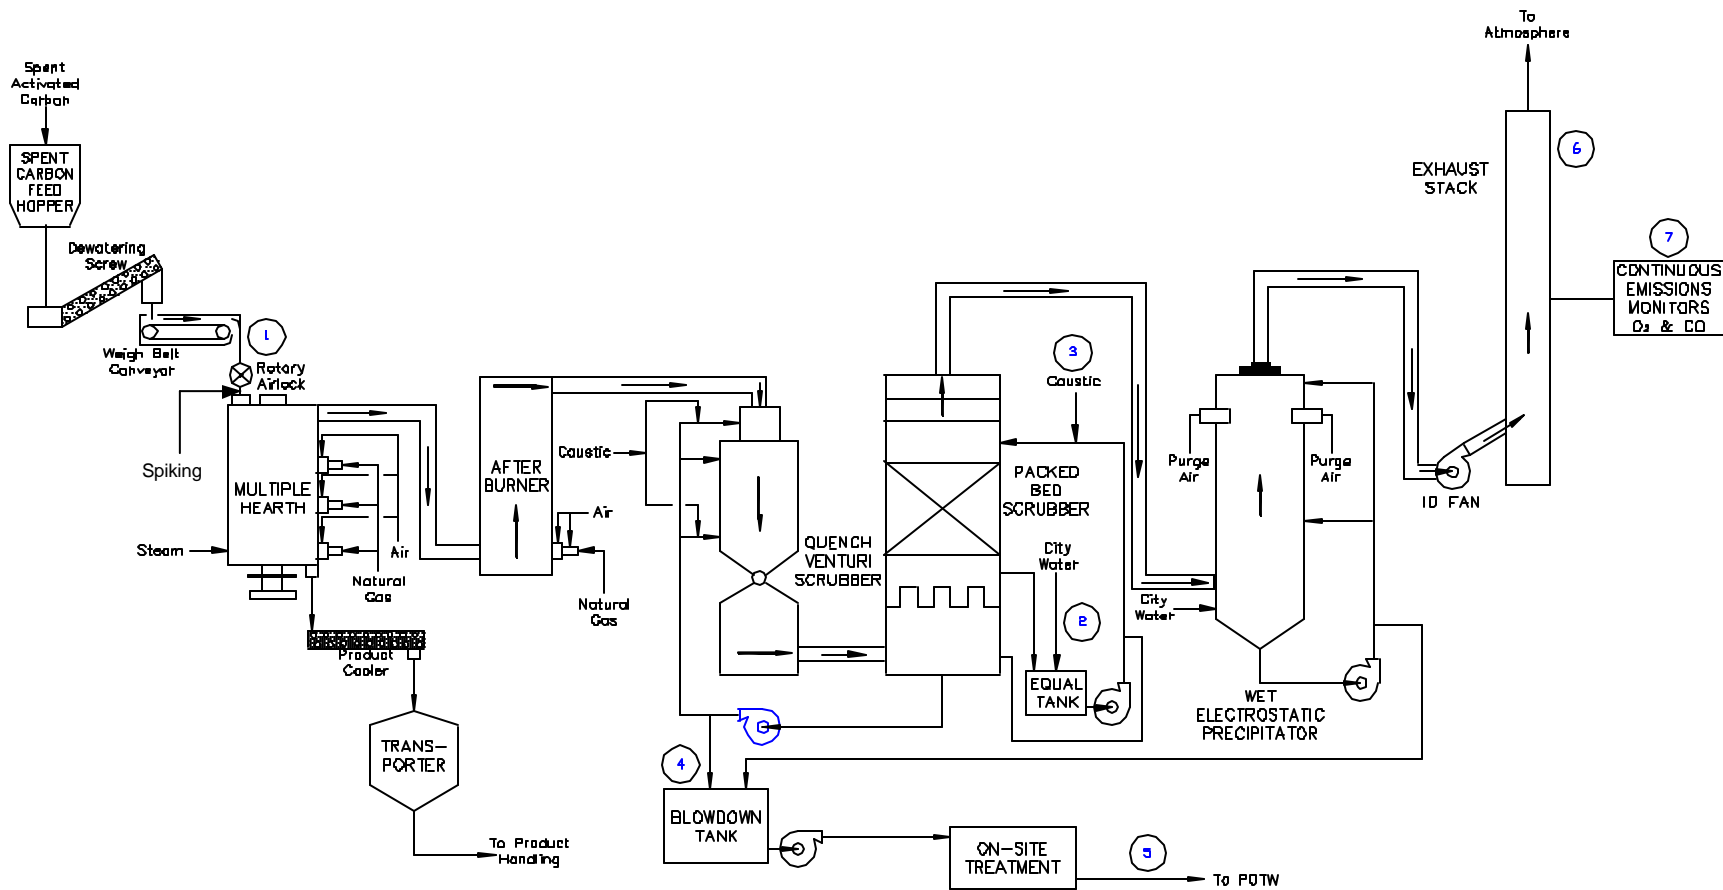 To
Atmosphere
Spent
Activated
Carbon
SPENT
CARBON
FEED
HOPPER
Dewatering
Screw
Weigh Belt
Conveyor
1
Rotary
Airlock
Spiking
MULTIPLE
HEARTH
Steam
Air
Natural
Gas
Product
Cooler
TRANS-
PORTER
To Product
Handling
AFTER
BURNER
Air
Natural
Gas
Caustic
QUENCH
VENTURI
SCRUBBER
3
Caustic
PACKED
BED
SCRUBBER
City
Water
2
EQUAL
TANK
4
BLOWDOWN
TANK
ON-SITE
TREATMENT
5
To POTW
City
Water
Purge
Air
Purge
Air
WET
ELECTROSTATIC
PRECIPITATOR
ID FAN
EXHAUST
STACK
6
7
CONTINUOUS
EMISSIONS
MONITORS
O2 & CO